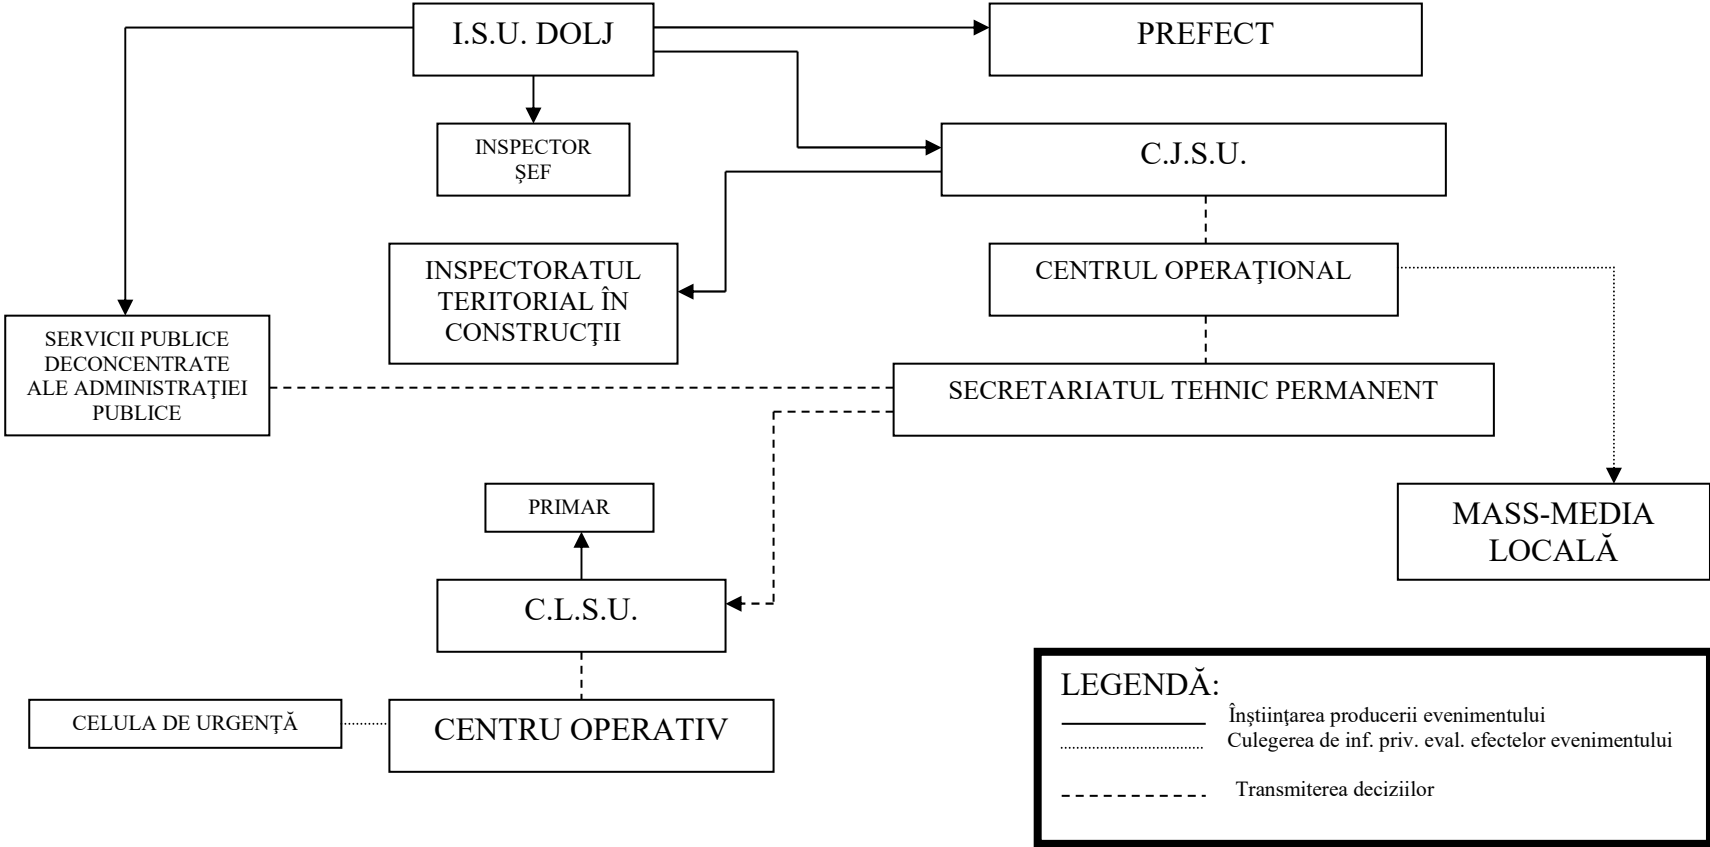 I.S.U. DOLJ
PREFECT
INSPECTOR
ŞEF
C.J.S.U.
INSPECTORATUL
TERITORIAL ÎN
CONSTRUCŢII
CENTRUL OPERAŢIONAL
SERVICII PUBLICE
DECONCENTRATE
ALE ADMINISTRAŢIEI
PUBLICE
SECRETARIATUL TEHNIC PERMANENT
PRIMAR
MASS-MEDIA
LOCALĂ
C.L.S.U.
CELULA DE URGENŢĂ
CENTRU OPERATIV
LEGENDĂ:
Înştiinţarea producerii evenimentului
Culegerea de inf. priv. eval. efectelor evenimentului
Transmiterea deciziilor